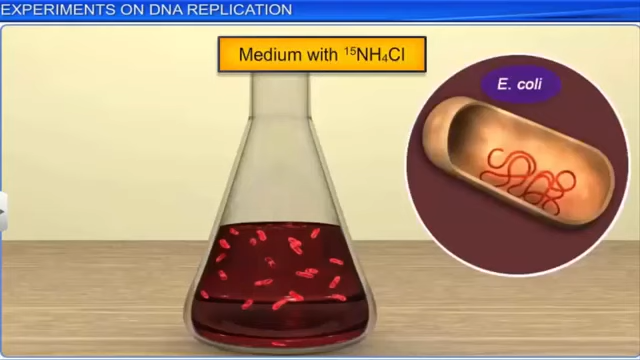 EXPERIMENTS ON DNA REPLICATION
Medium with ¹⁵NH₄Cl
E. coli